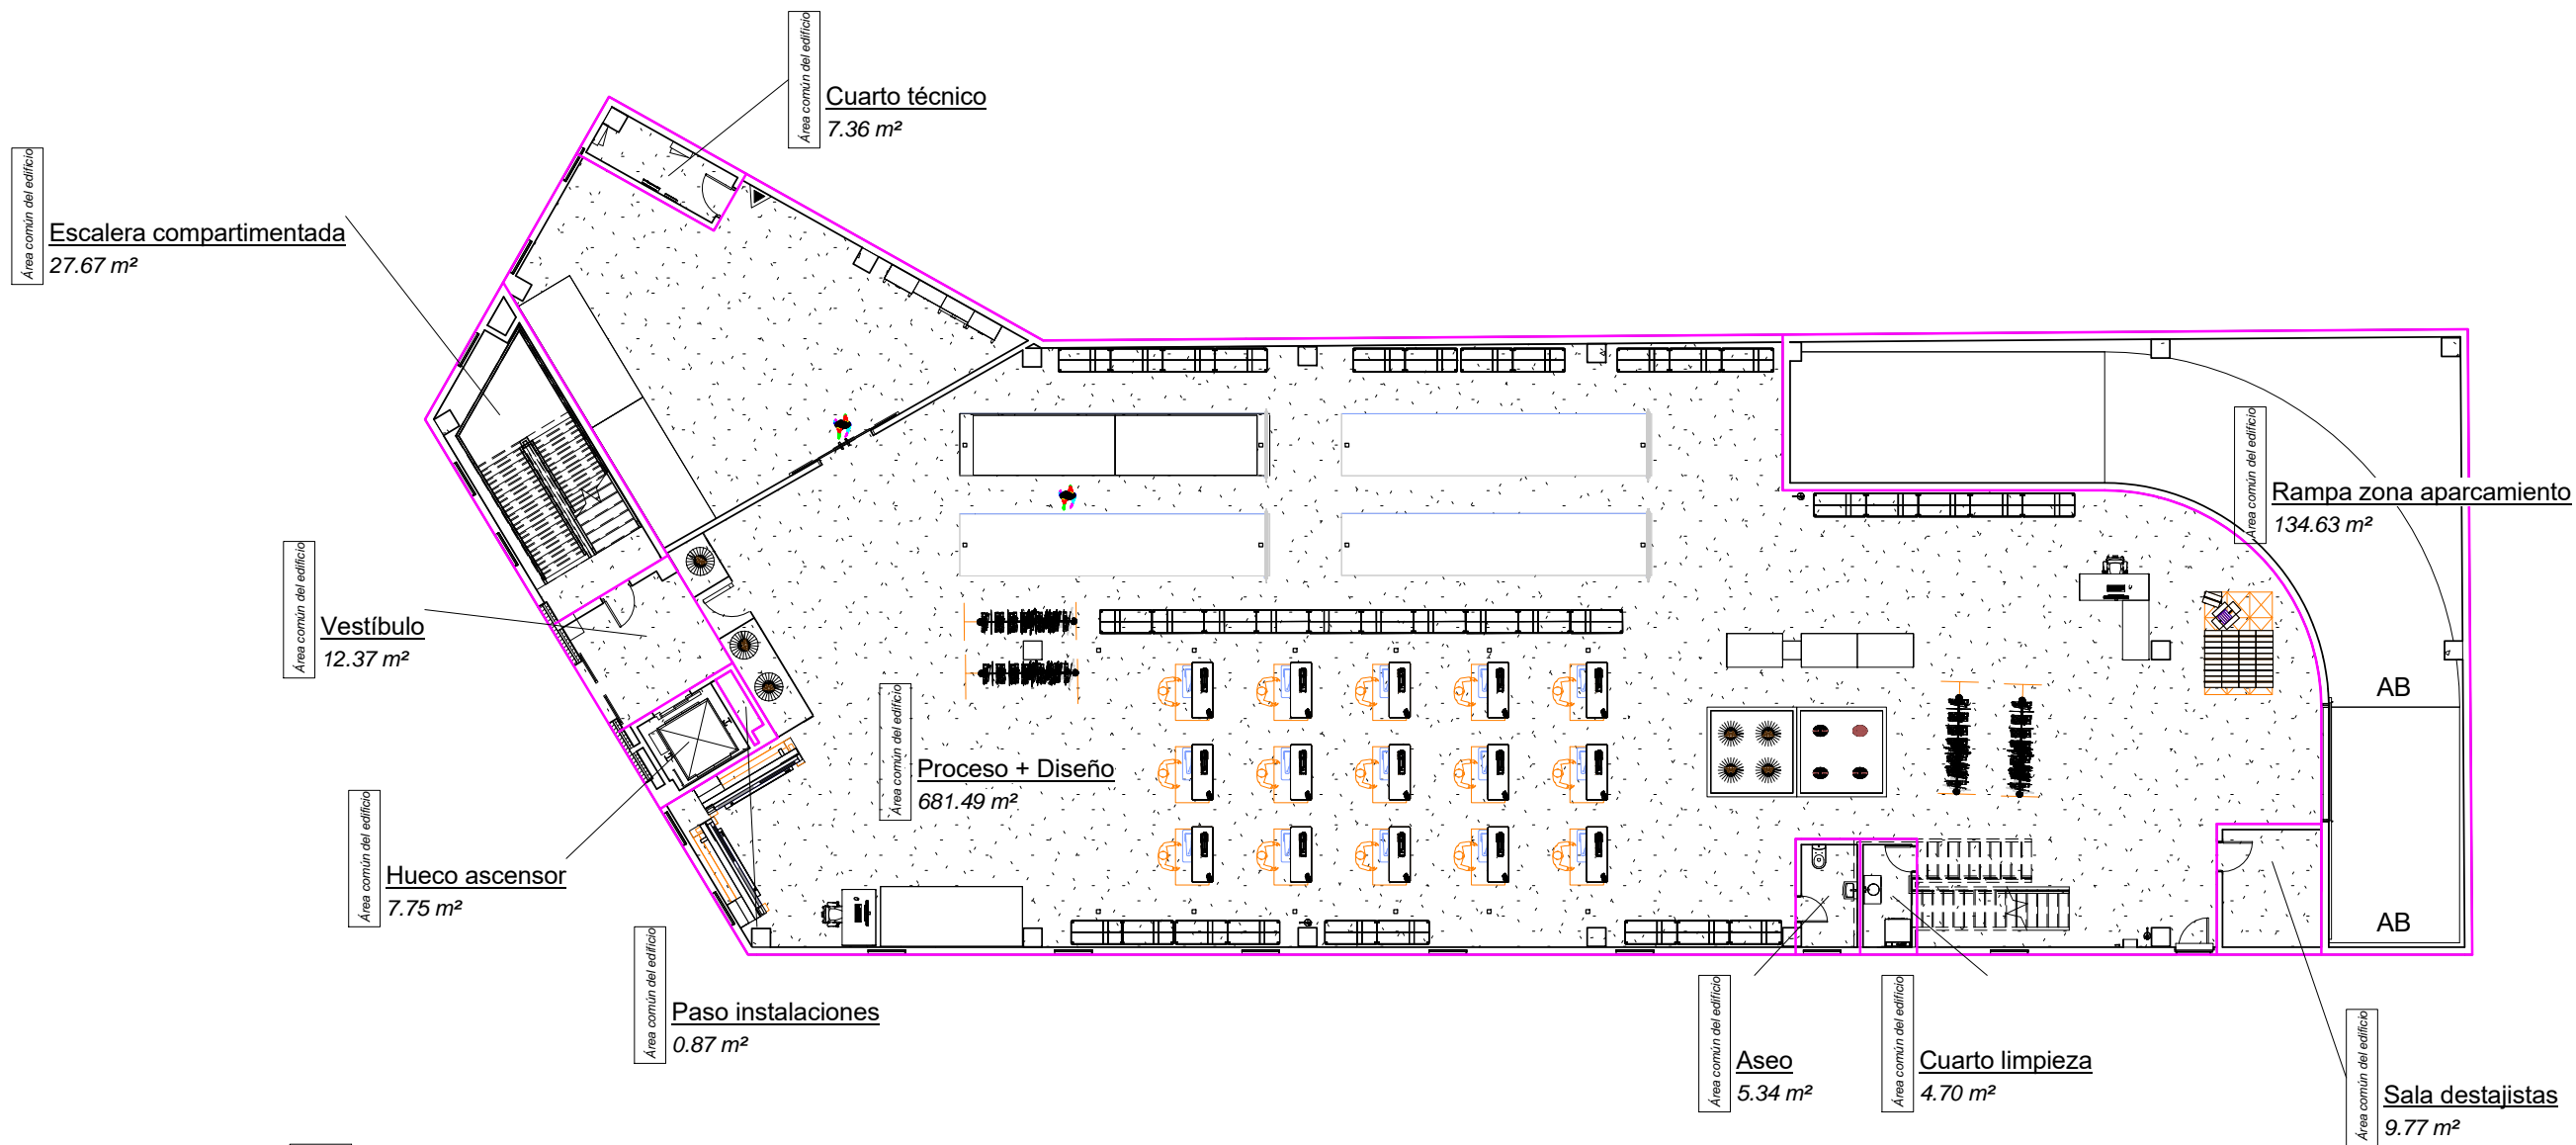 Área común del edificio
Cuarto técnico
7.36 m²
Área común del edificio
Escalera compartimentada
27.67 m²
Área común del edificio
Rampa zona aparcamiento
134.63 m²
Área común del edificio
Vestíbulo
12.37 m²
AB
Área común del edificio
Proceso + Diseño
681.49 m²
Área común del edificio
Hueco ascensor
7.75 m²
AB
Área común del edificio
Paso instalaciones
0.87 m²
Área común del edificio
Aseo
5.34 m²
Área común del edificio
Cuarto limpieza
4.70 m²
Área común del edificio
Sala destajistas
9.77 m²